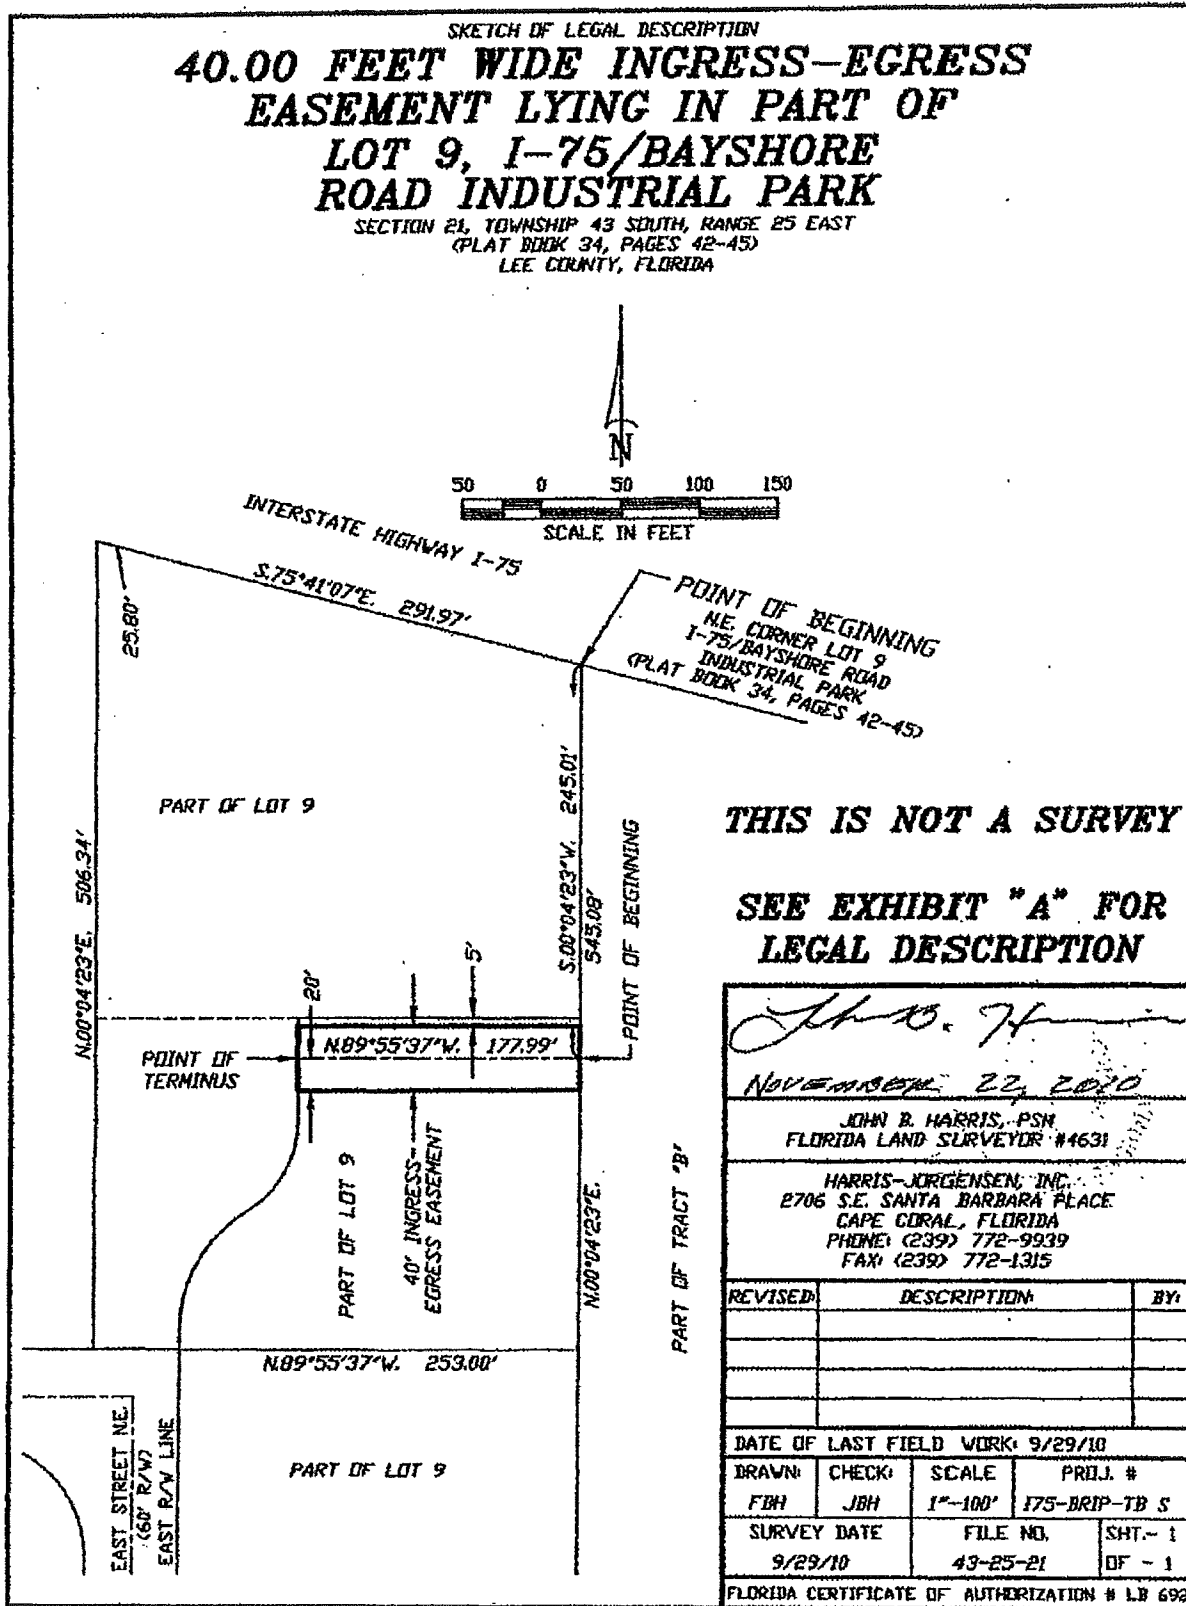 SKETCH OF LEGAL DESCRIPTION
40.00 FEET WIDE INGRESS-EGRESS
EASEMENT LYING IN PART OF
LOT 9, I-75/BAYSHORE
ROAD INDUSTRIAL PARK
SECTION 21, TOWNSHIP 43 SOUTH, RANGE 25 EAST
(PLAT BOOK 34, PAGES 42-45)
LEE COUNTY, FLORIDA
N
50 0 50 100 150
SCALE IN FEET
INTERSTATE HIGHWAY I-75
S.75°41'07"E. 291.97'
25.80'
POINT OF BEGINNING
N.E. CORNER LOT 9
I-75/BAYSHORE ROAD
INDUSTRIAL PARK
(PLAT BOOK 34, PAGES 42-45)
PART OF LOT 9
N.00°04'23"E. 506.34'
S.00°04'23"W. 245.01'
545.08'
POINT OF BEGINNING
20'
5'
N.89°55'37"W. 177.99'
POINT OF
TERMINUS
PART OF LOT 9
40' INGRESS-
EGRESS EASEMENT
N.00°04'23"E.
PART OF TRACT "B"
N.89°55'37"W. 253.00'
EAST STREET N.E.
(60' R/W)
EAST R/W LINE
PART OF LOT 9
THIS IS NOT A SURVEY
SEE EXHIBIT "A" FOR
LEGAL DESCRIPTION
NOVEMBER 22, 2010
JOHN B. HARRIS, PSM
FLORIDA LAND SURVEYOR #4631
HARRIS-JORGENSEN, INC.
2706 S.E. SANTA BARBARA PLACE
CAPE CORAL, FLORIDA
PHONE: (239) 772-9939
FAX: (239) 772-1315
REVISED: DESCRIPTION: BY:
DATE OF LAST FIELD WORK: 9/29/10
DRAWN: CHECK: SCALE PROJ. #
FBH JBH 1"-100' I75-BRIP-TB S
SURVEY DATE FILE NO. SHT.- 1
9/29/10 43-25-21 OF - 1
FLORIDA CERTIFICATE OF AUTHORIZATION # LB 692